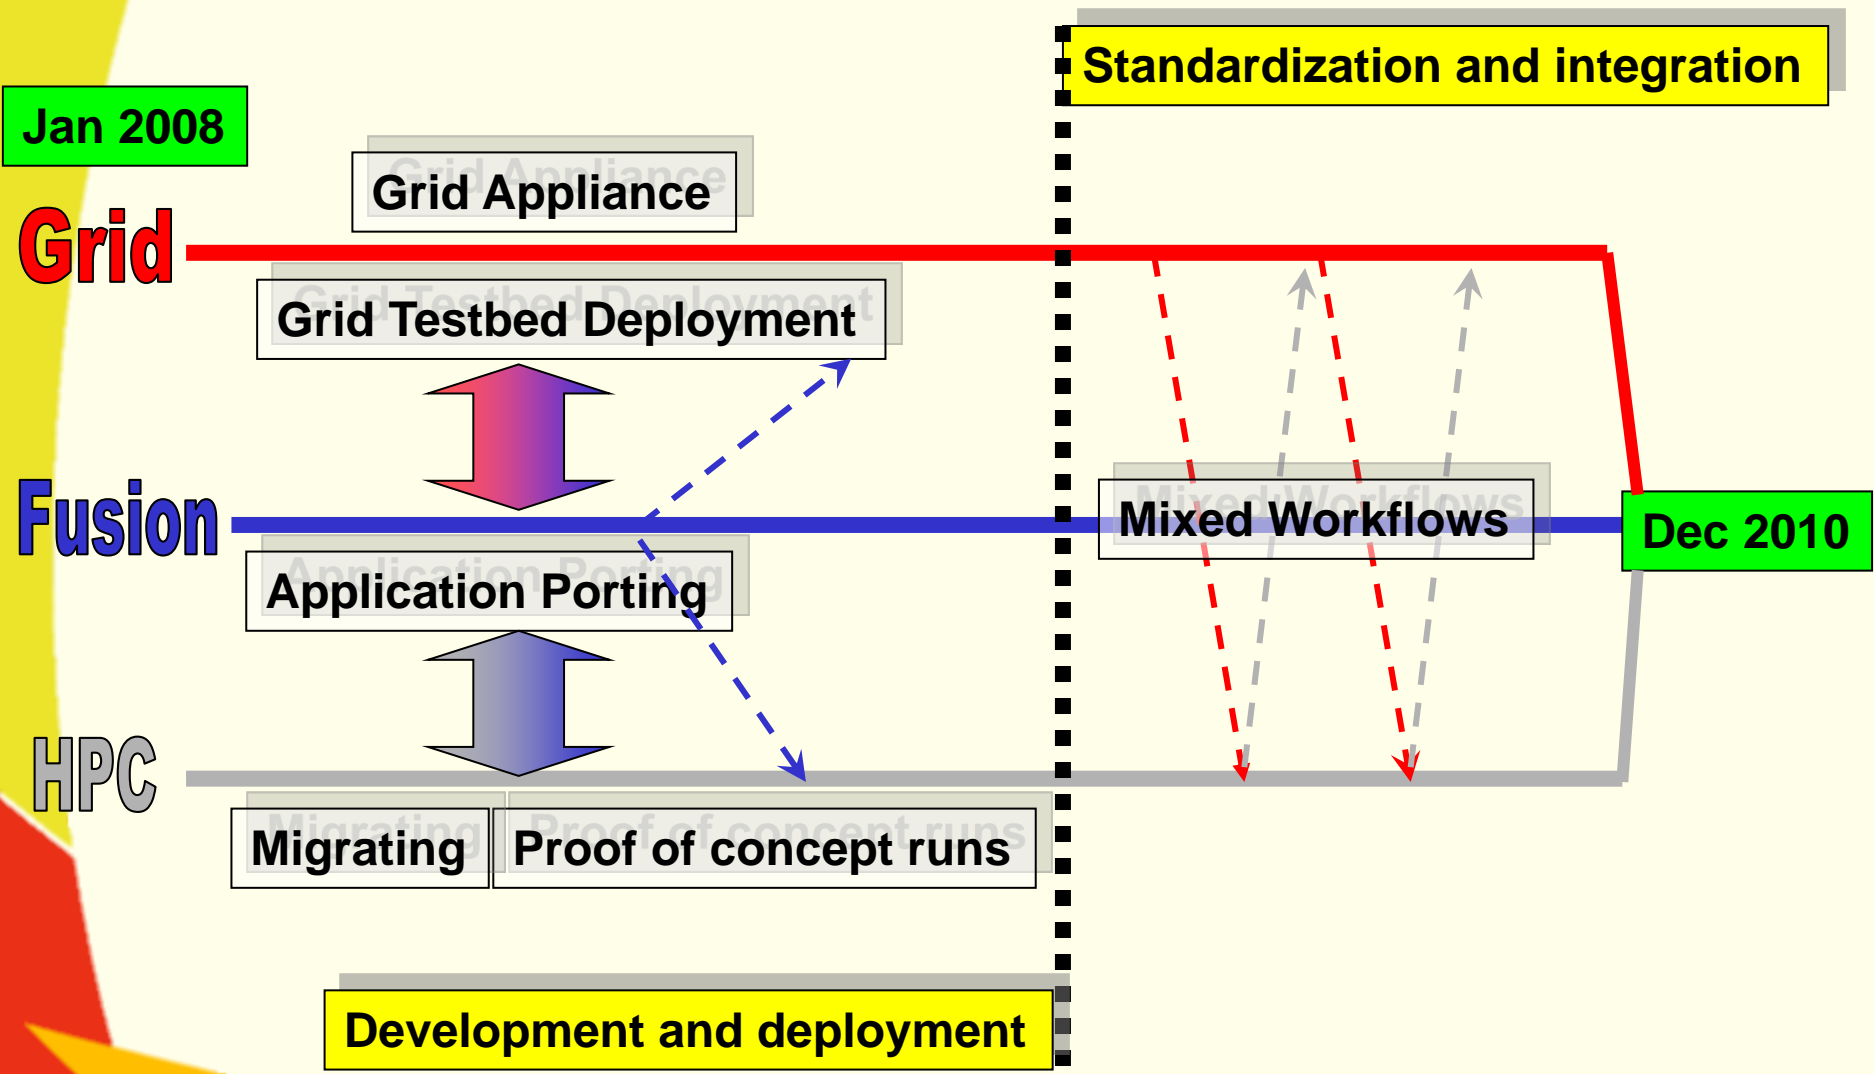 Standardization and integration
Jan 2008
Grid Appliance
Grid
Grid Testbed Deployment
Fusion
Mixed Workflows
Dec 2010
Application Porting
HPC
Migrating
Proof of concept runs
Development and deployment